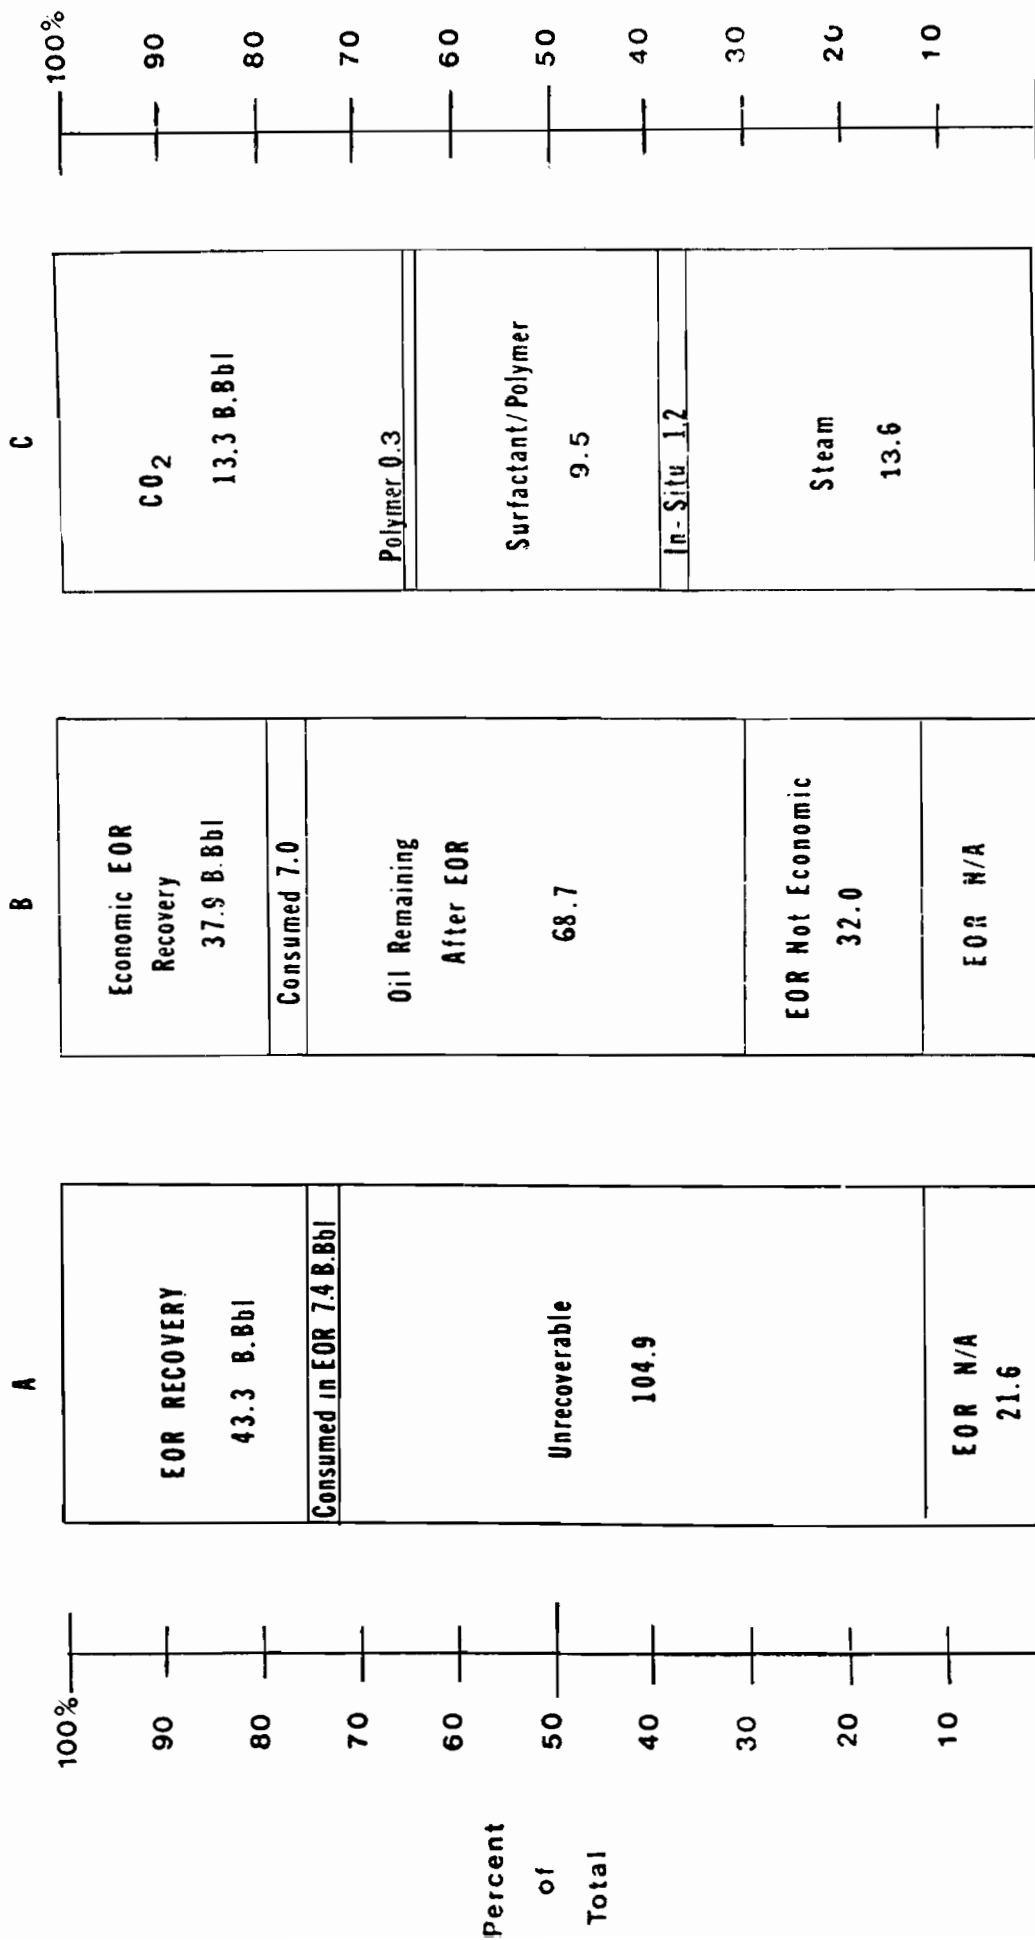 A
B
C
Percent
of
Total
100%
90
80
70
60
50
40
30
20
10
EOR RECOVERY
43.3 B.Bbl
Consumed in EOR 7.4 B.Bbl
Unrecoverable
104.9
EOR N/A
21.6
Economic EOR
Recovery
37.9 B.Bbl
Consumed 7.0
Oil Remaining
After EOR
68.7
EOR Not Economic
32.0
EOR N/A
CO2
13.3 B.Bbl
Polymer 0.3
Surfactant/Polymer
9.5
In-Situ 1.2
Steam
13.6
100%
90
80
70
60
50
40
30
20
10